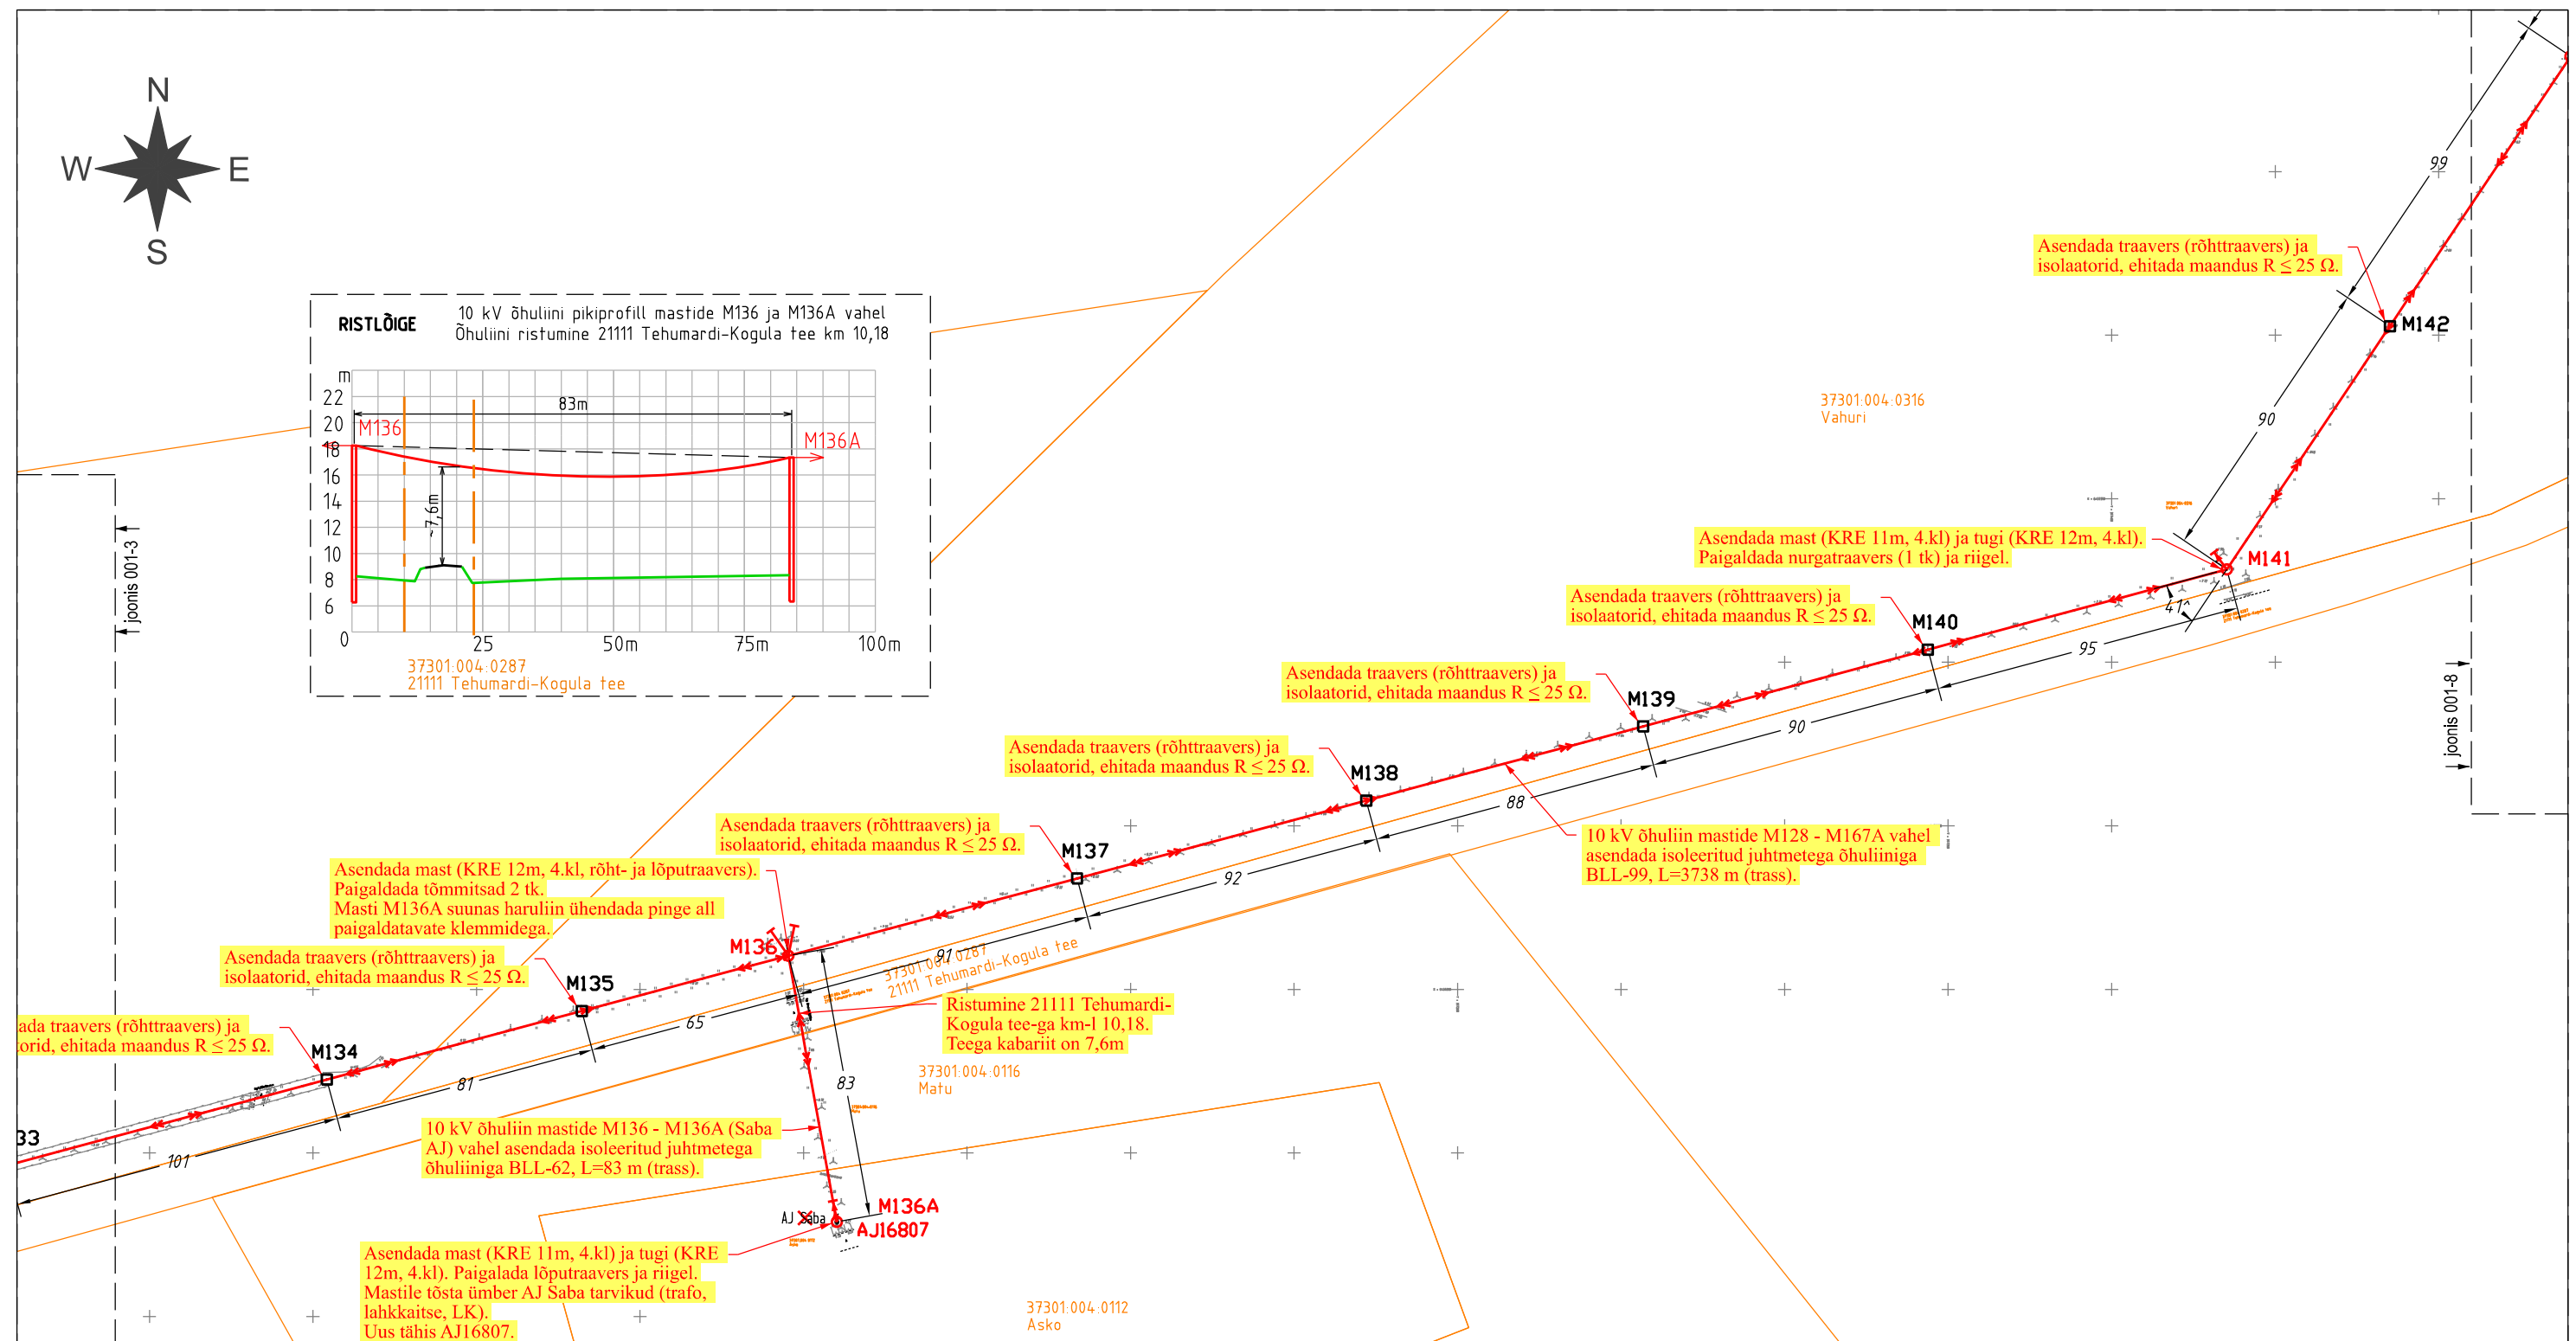 N
W E
S
RISTLÕIGE
10 kV õhuliini pikiprofill mastide M136 ja M136A vahel
Õhuliini ristumine 21111 Tehumardi-Kogula tee km 10,18
m
22
20
18
16
14
12
10
8
6
0
25
50m
75m
100m
83m
M136
M136A
~7,6m
37301:004:0287
21111 Tehumardi-Kogula tee
joonis 001-3
99
Asendada traavers (rõhttraavers) ja
isolaatorid, ehitada maandus R ≤ 25 Ω.
M142
90
37301:004:0316
Vahuri
Asendada mast (KRE 11m, 4.kl) ja tugi (KRE 12m, 4.kl).
Paigaldada nurgatraavers (1 tk) ja riigel.
M141
41^
Asendada traavers (rõhttraavers) ja
isolaatorid, ehitada maandus R ≤ 25 Ω.
M140
95
joonis 001-8
Asendada traavers (rõhttraavers) ja
isolaatorid, ehitada maandus R ≤ 25 Ω.
M139
90
Asendada traavers (rõhttraavers) ja
isolaatorid, ehitada maandus R ≤ 25 Ω.
M138
88
10 kV õhuliin mastide M128 - M167A vahel
asendada isoleeritud juhtmetega õhuliiniga
BLL-99, L=3738 m (trass).
Asendada traavers (rõhttraavers) ja
isolaatorid, ehitada maandus R ≤ 25 Ω.
M137
92
Asendada mast (KRE 12m, 4.kl, rõht- ja lõputraavers).
Paigaldada tõmmitsad 2 tk.
Masti M136A suunas haruliin ühendada pinge all
paigaldatavate klemmidega.
M136
91
37301:004:0287
21111 Tehumardi-Kogula tee
Asendada traavers (rõhttraavers) ja
isolaatorid, ehitada maandus R ≤ 25 Ω.
M135
65
Ristumine 21111 Tehumardi-
Kogula tee-ga km-l 10,18.
Teega kabariit on 7,6m
ada traavers (rõhttraavers) ja
orid, ehitada maandus R ≤ 25 Ω.
M134
81
83
37301:004:0116
Matu
33
101
10 kV õhuliin mastide M136 - M136A (Saba
AJ) vahel asendada isoleeritud juhtmetega
õhuliiniga BLL-62, L=83 m (trass).
AJ Saba
M136A
AJ16807
Asendada mast (KRE 11m, 4.kl) ja tugi (KRE
12m, 4.kl). Paigalada lõputraavers ja riigel.
Mastile tõsta ümber AJ Saba tarvikud (trafo,
lahkkaitse, LK).
Uus tähis AJ16807.
37301:004:0112
Asko